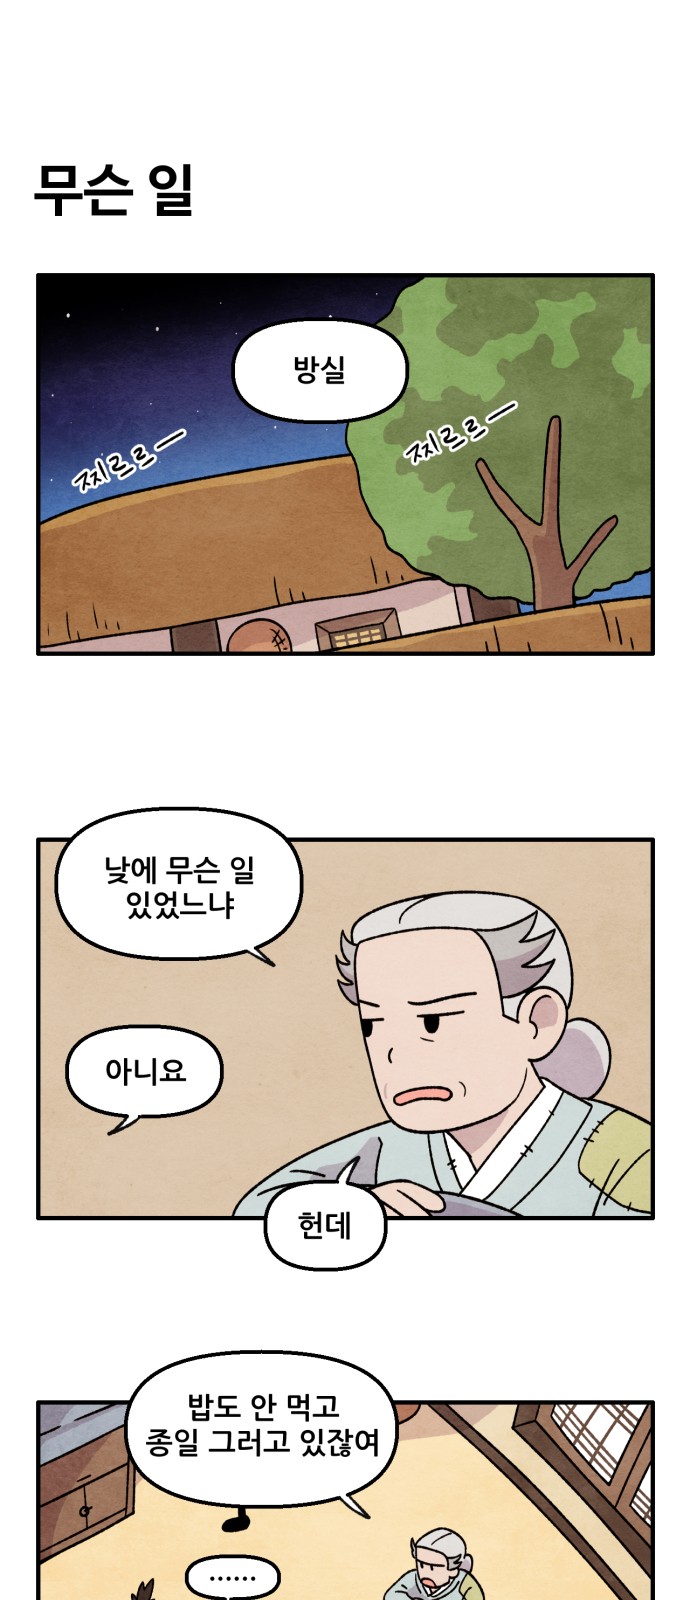 무슨 일
방실
찌르르ー
찌르르ー
낮에 무슨 일
있었느냐
아니요
헌데
밥도 안 먹고
종일 그러고 있잖여
……